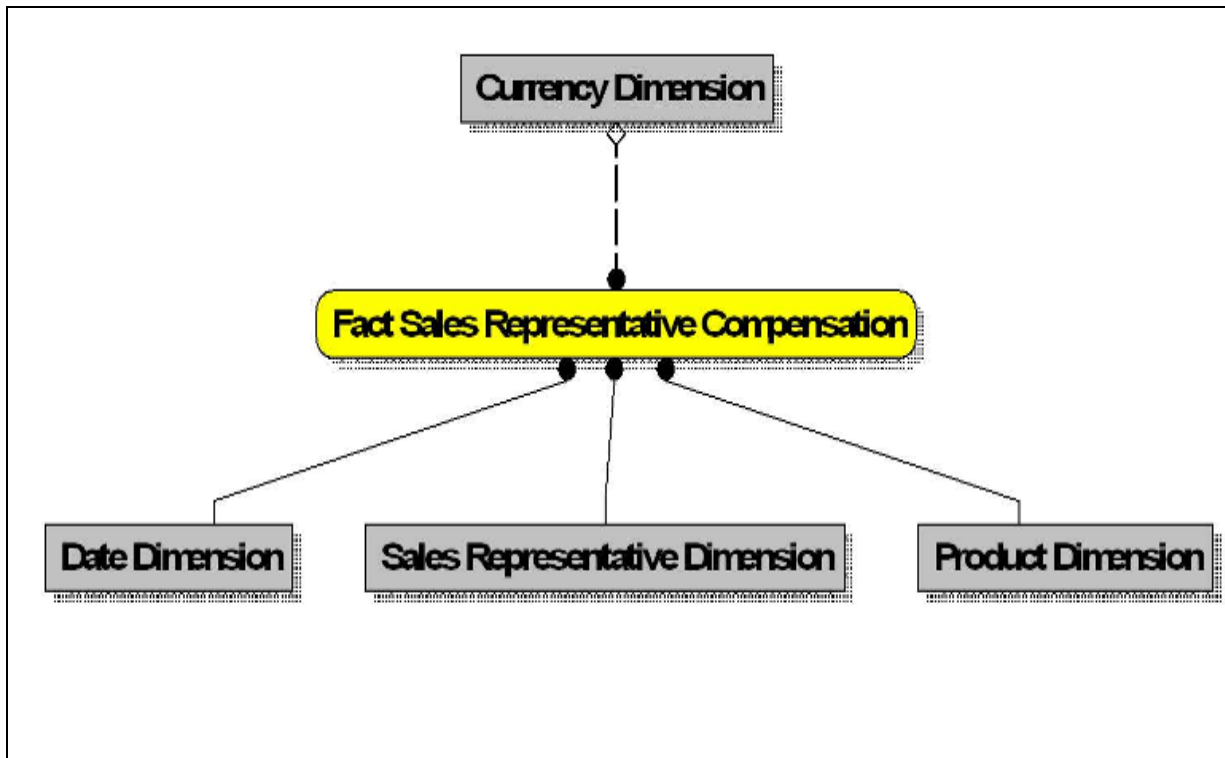 Currency Dimension
Fact Sales Representative Compensation
Date Dimension
Sales Representative Dimension
Product Dimension